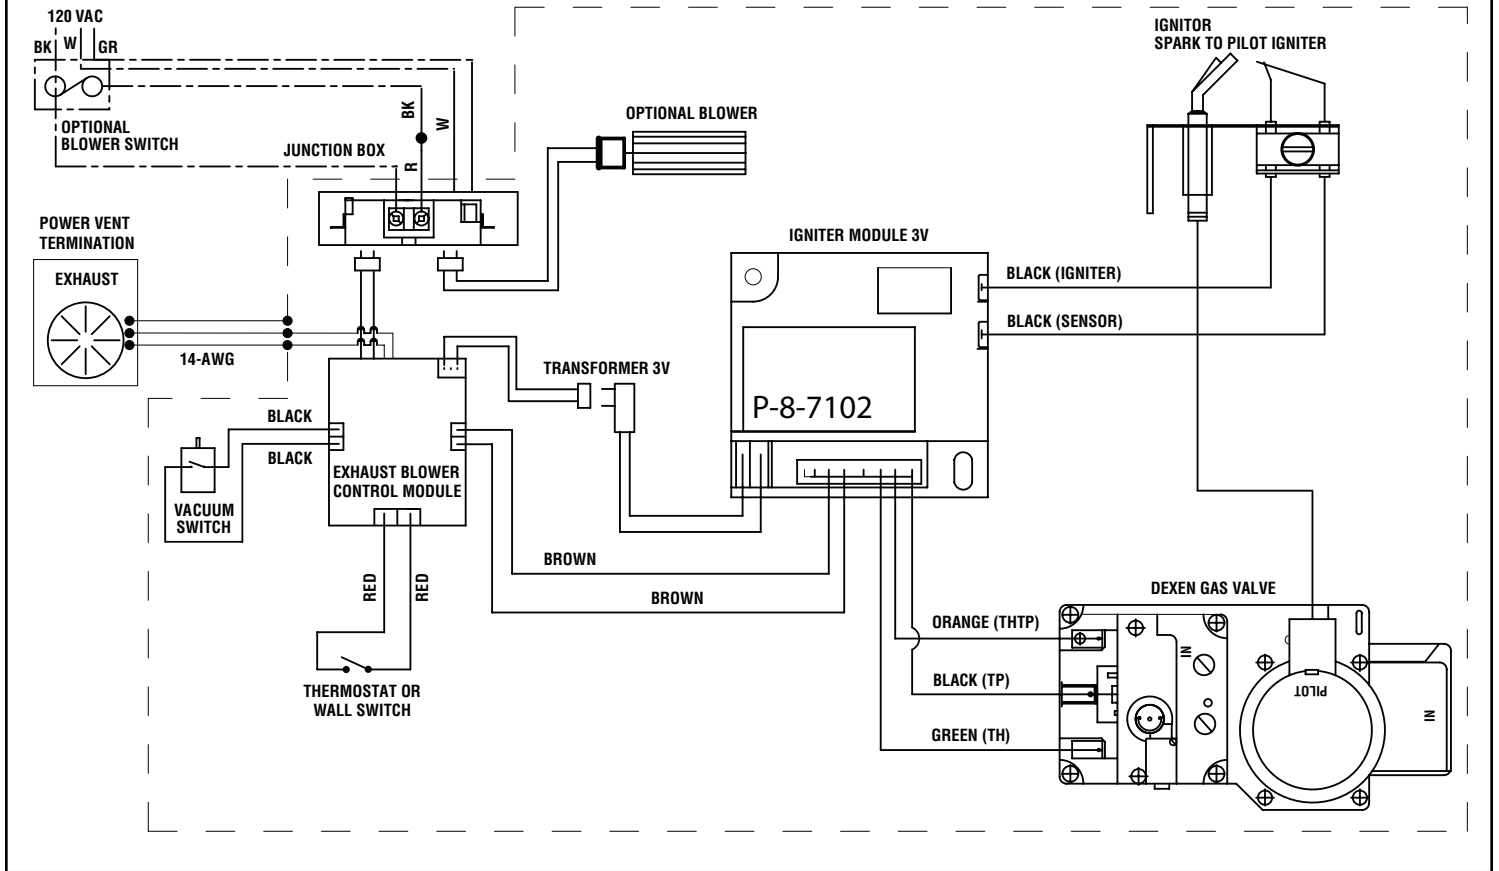 120 VAC
BK W GR
OPTIONAL
BLOWER SWITCH
JUNCTION BOX
BK
W
R
OPTIONAL BLOWER
IGNITOR
SPARK TO PILOT IGNITER
POWER VENT
TERMINATION
EXHAUST
14-AWG
IGNITER MODULE 3V
BLACK (IGNITER)
BLACK (SENSOR)
TRANSFORMER 3V
P-8-7102
BLACK
BLACK
VACUUM
SWITCH
EXHAUST BLOWER
CONTROL MODULE
RED
RED
THERMOSTAT OR
WALL SWITCH
BROWN
BROWN
DEXEN GAS VALVE
ORANGE (THTP)
BLACK (TP)
GREEN (TH)
IN
PILOT
IN